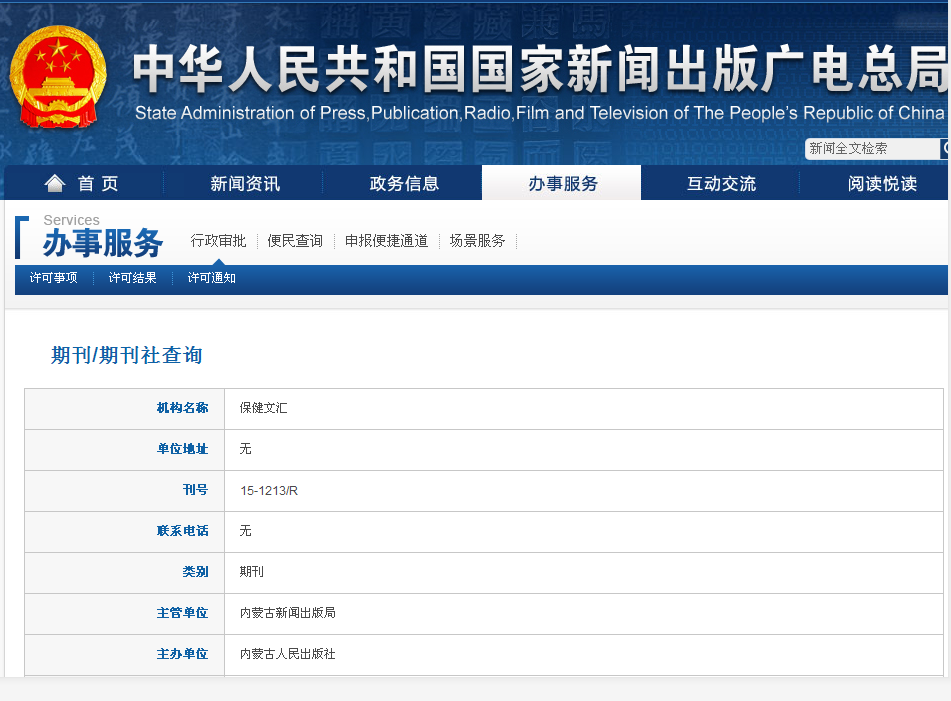 中华人民共和国国家新闻出版广电总局
State Administration of Press,Publication,Radio,Film and Television of The People's Republic of China
新闻全文检索
首 页 新闻资讯 政务信息 办事服务 互动交流 阅读悦读
Services
办事服务 行政审批 便民查询 申报便捷通道 场景服务
许可事项 许可结果 许可通知
期刊/期刊社查询
机构名称 保健文汇
单位地址 无
刊号 15-1213/R
联系电话 无
类别 期刊
主管单位 内蒙古新闻出版局
主办单位 内蒙古人民出版社